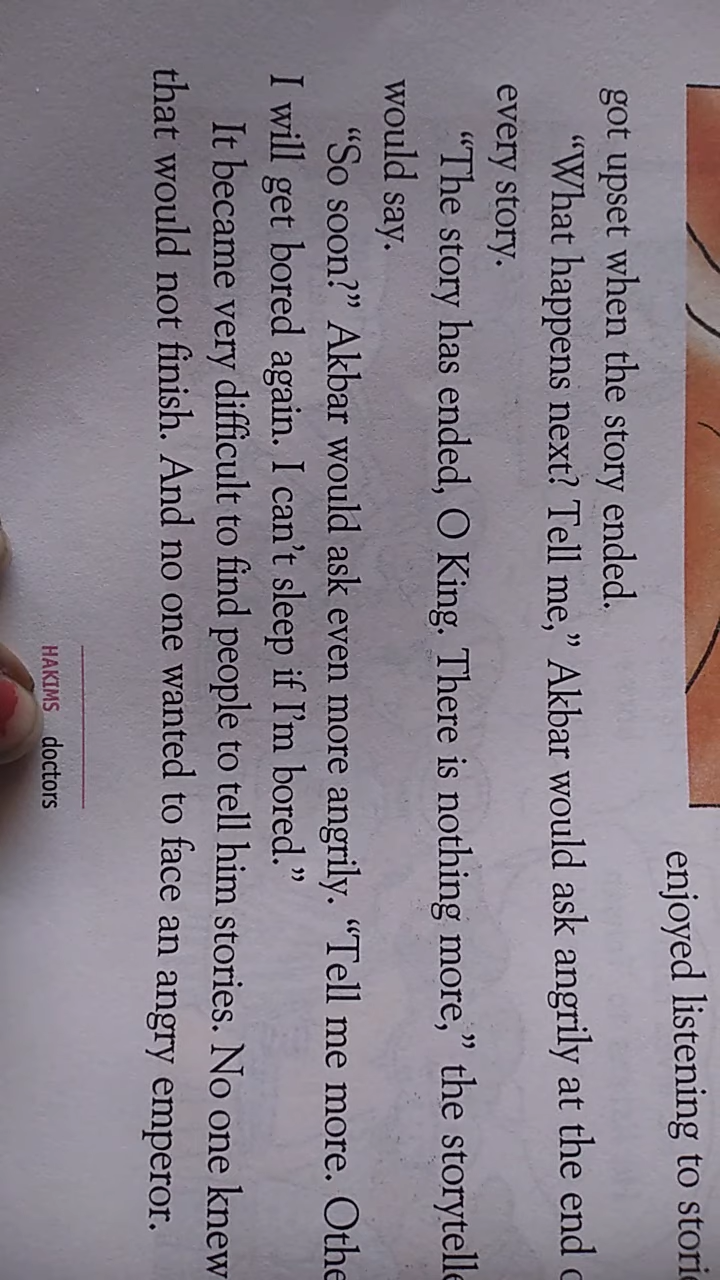 enjoyed listening to
got upset when the story ended.
“What happens next? Tell me,” Akbar would ask angrily at the end
every story.
“The story has ended, O King. There is nothing more,” the
would say.
“So soon?” Akbar would ask even more angrily. “Tell me more.
I will get bored again. I can’t sleep if I’m bored.”
It became very difficult to find people to tell him stories. No one knew
that would not finish. And no one wanted to face an angry emperor.
HAKIMS doctors